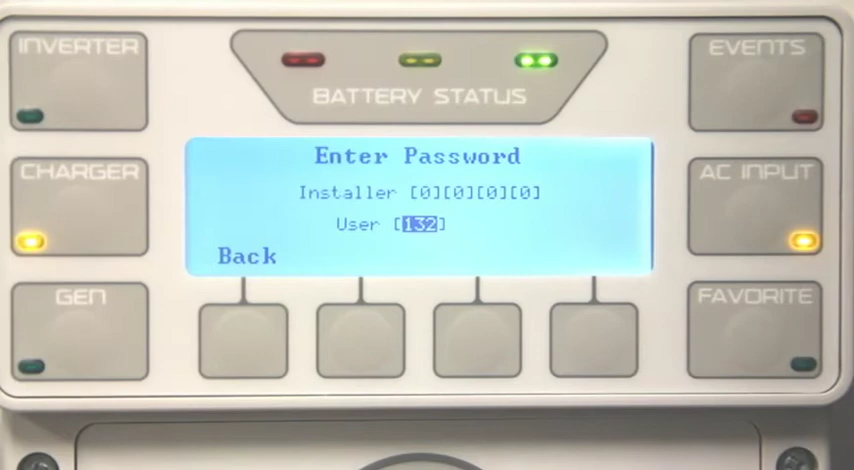 INVERTER
BATTERY STATUS
EVENTS
CHARGER
Enter Password
Installer [0][0][0][0]
User [132]
Back
AC INPUT
GEN
FAVORITE